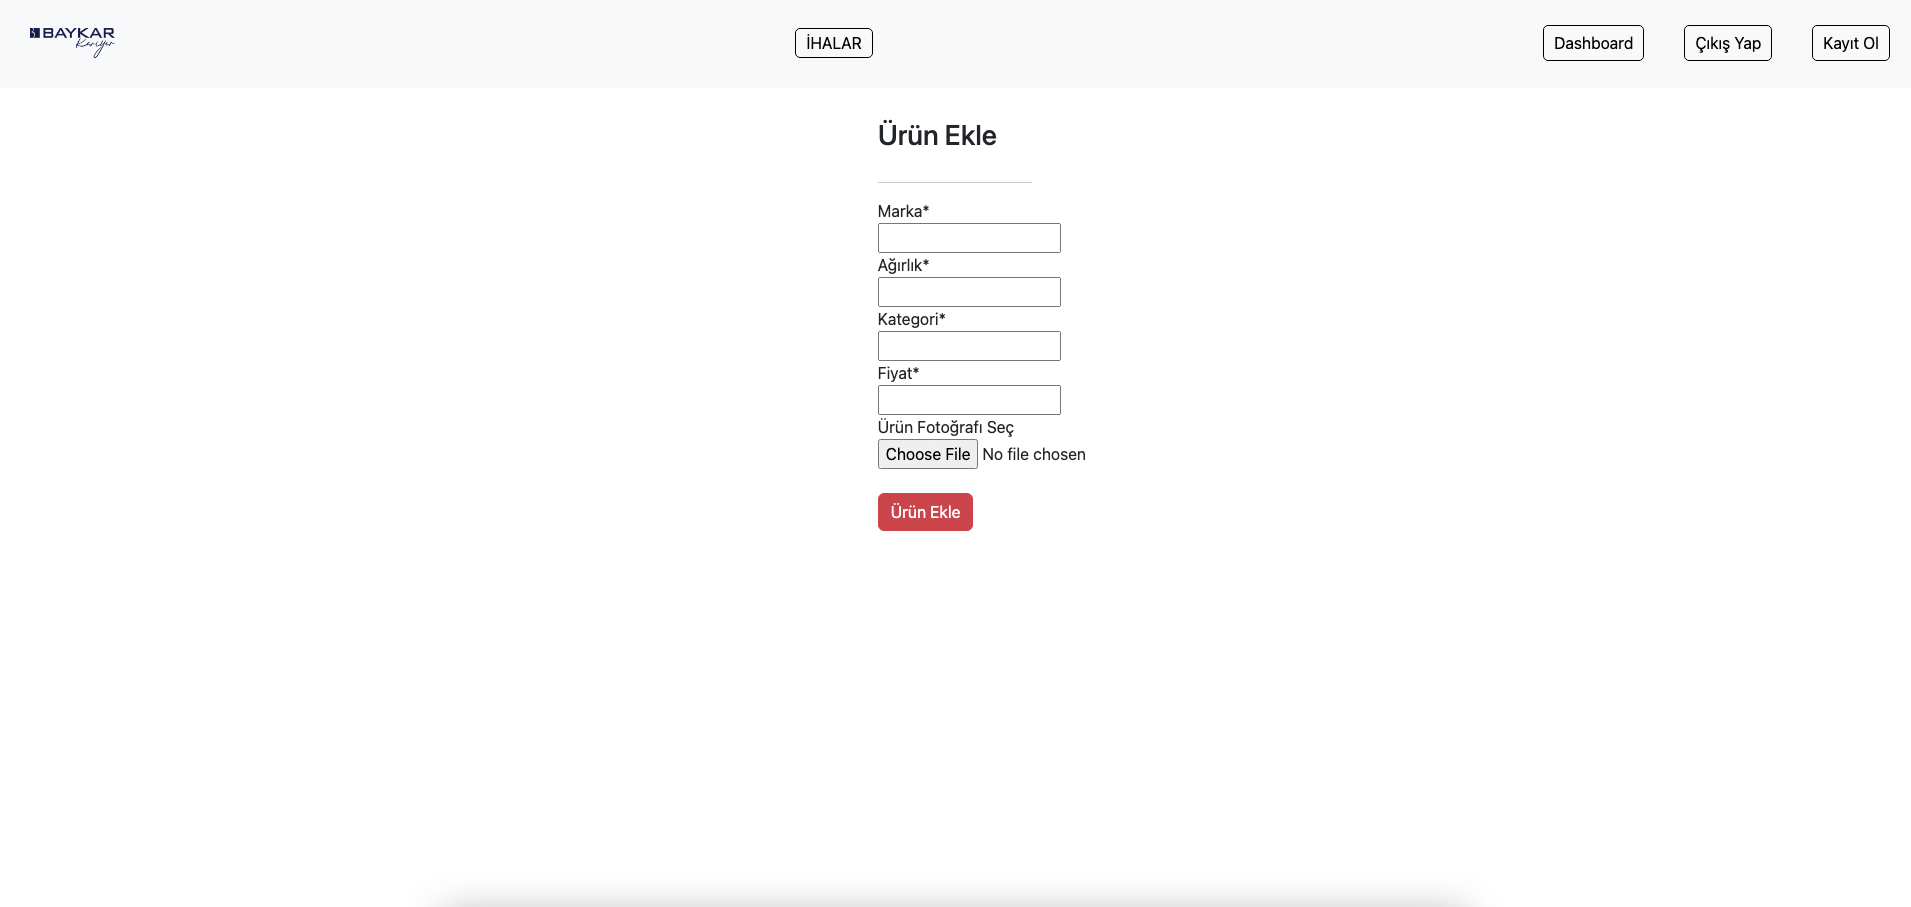 BAYKAR
Kariyer
İHALAR
Dashboard
Çıkış Yap
Kayıt Ol
Ürün Ekle
Marka*
Ağırlık*
Kategori*
Fiyat*
Ürün Fotoğrafı Seç
Choose File No file chosen
Ürün Ekle